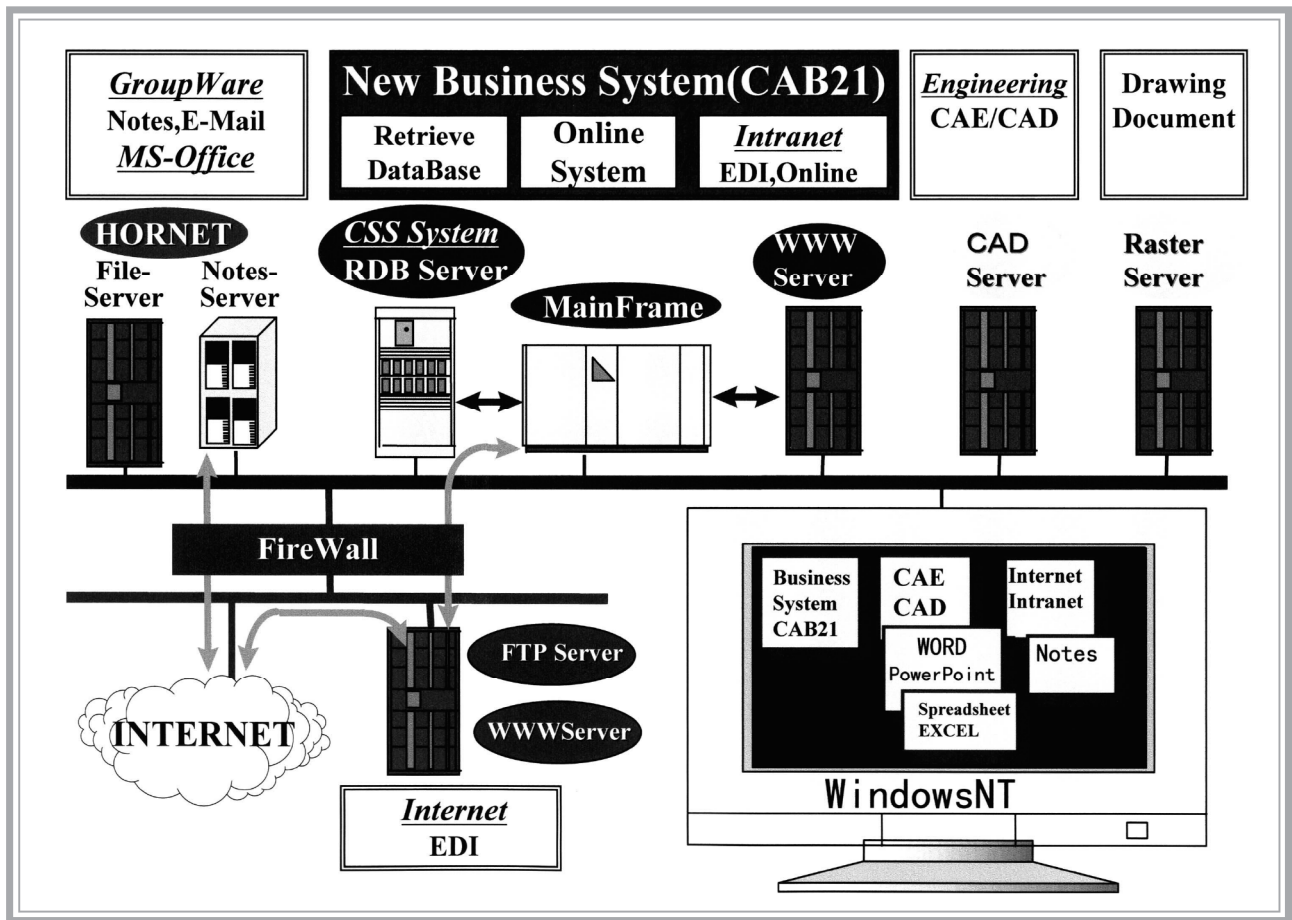 GroupWare
Notes,E-Mail
MS-Office
New Business System(CAB21)
Retrieve
DataBase
Online
System
Intranet
EDI,Online
Engineering
CAE/CAD
Drawing
Document
HORNET
File-
Server
Notes-
Server
CSS System
RDB Server
MainFrame
WWW
Server
CAD
Server
Raster
Server
FireWall
INTERNET
FTP Server
WWWServer
Internet
EDI
Business
System
CAB21
CAE
CAD
Internet
Intranet
WORD
PowerPoint
Notes
Spreadsheet
EXCEL
WindowsNT